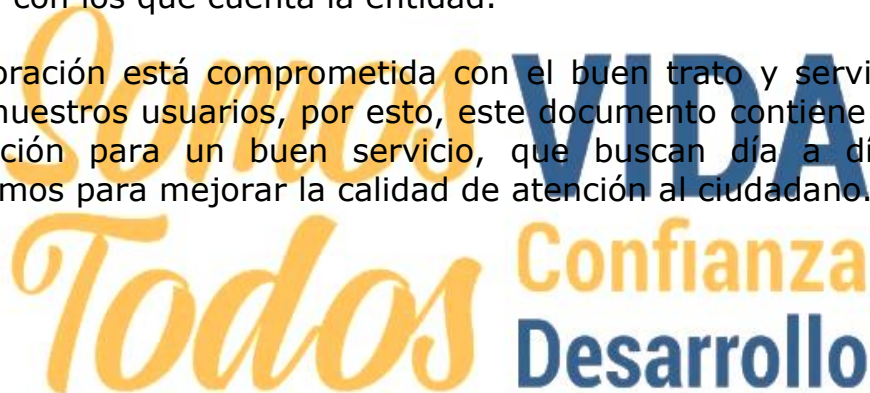 con los que cuenta la entidad.
oración está comprometida con el buen trato y servi
nuestros usuarios, por esto, este documento contiene
ción para un buen servicio, que buscan día a dí
mos para mejorar la calidad de atención al ciudadano.
Somos VIDA
Todos Confianza
Desarrollo